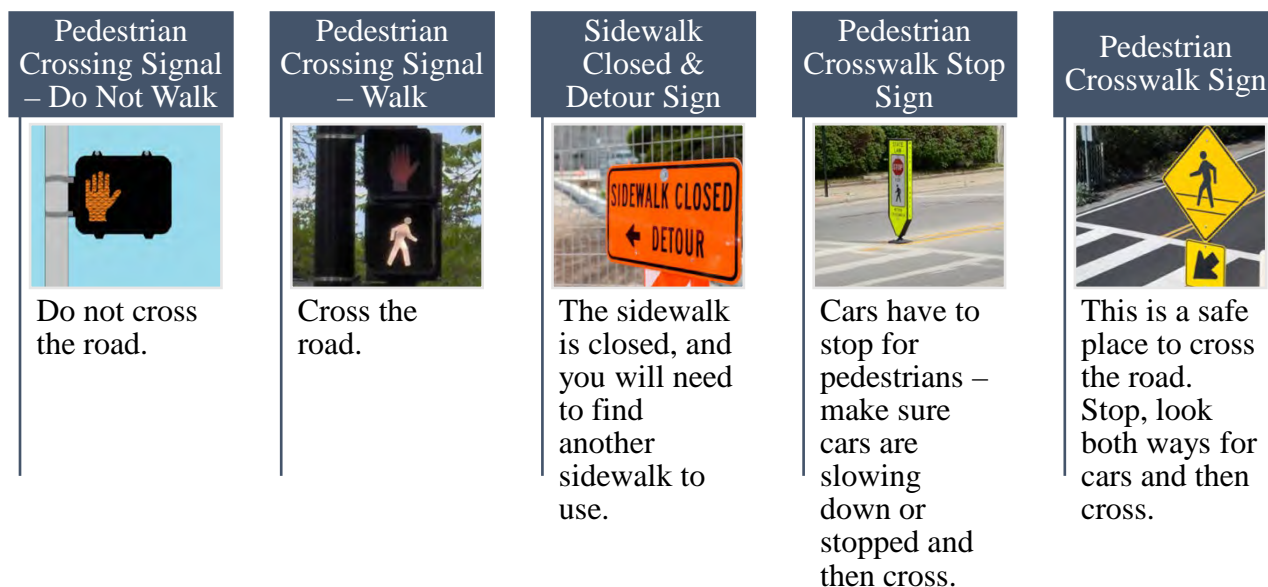 Pedestrian
Crossing Signal
– Do Not Walk
Do not cross
the road.
Pedestrian
Crossing Signal
– Walk
Cross the
road.
Sidewalk
Closed &
Detour Sign
SIDEWALK CLOSED
DETOUR
The sidewalk
is closed, and
you will need
to find
another
sidewalk to
use.
Pedestrian
Crosswalk Stop
Sign
STOP
Cars have to
stop for
pedestrians –
make sure
cars are
slowing
down or
stopped and
then cross.
Pedestrian
Crosswalk Sign
This is a safe
place to cross
the road.
Stop, look
both ways for
cars and then
cross.